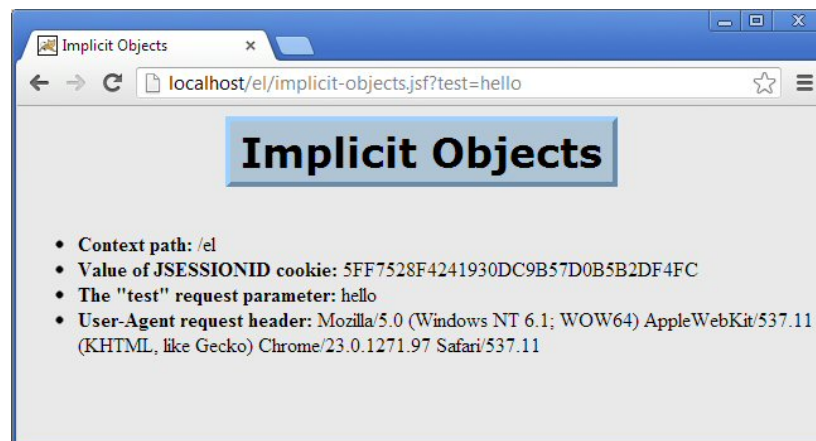 Implicit Objects
localhost/el/implicit-objects.jsf?test=hello
Implicit Objects
Context path: /el
Value of JSESSIONID cookie: 5FF7528F4241930DC9B57D0B5B2DF4FC
The "test" request parameter: hello
User-Agent request header: Mozilla/5.0 (Windows NT 6.1; WOW64) AppleWebKit/537.11
(KHTML, like Gecko) Chrome/23.0.1271.97 Safari/537.11